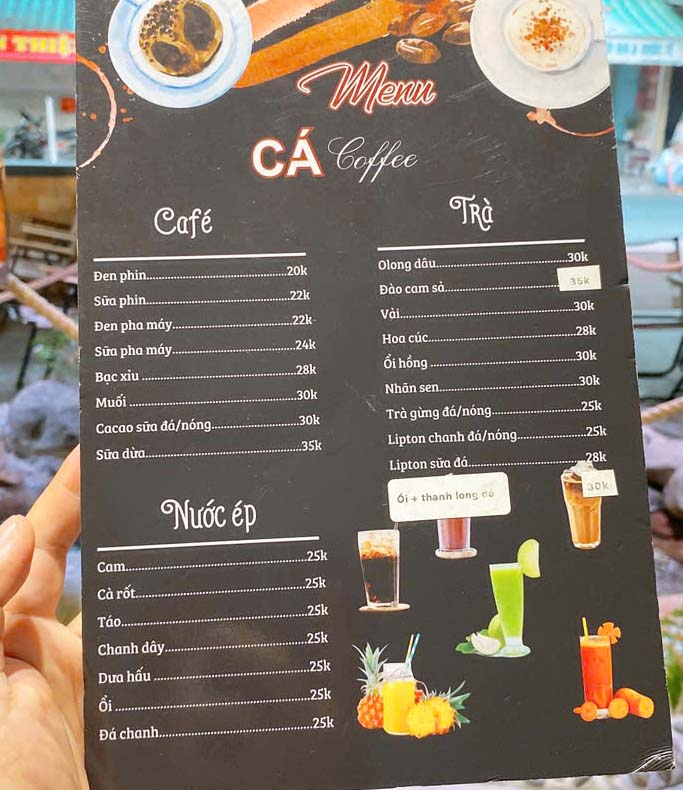 Menu
CÁ Coffee
Café
Đen phin 20k
Sữa phin 22k
Đen pha máy 22k
Sữa pha máy 24k
Bạc xỉu 28k
Muối 30k
Cacao sữa đá/nóng 30k
Sữa dừa 35k
Nước ép
Cam 25k
Cà rốt 25k
Táo 25k
Chanh dây 25k
Dưa hấu 25k
Ổi 25k
Đá chanh 25k
Trà
Olong dâu 30k
Đào cam sả 35k
Vải 30k
Hoa cúc 28k
Ổi hồng 30k
Nhãn sen 30k
Trà gừng đá/nóng 25k
Lipton chanh đá/nóng 25k
Lipton sữa đá 28k
Ổi + thanh long đỏ 30k